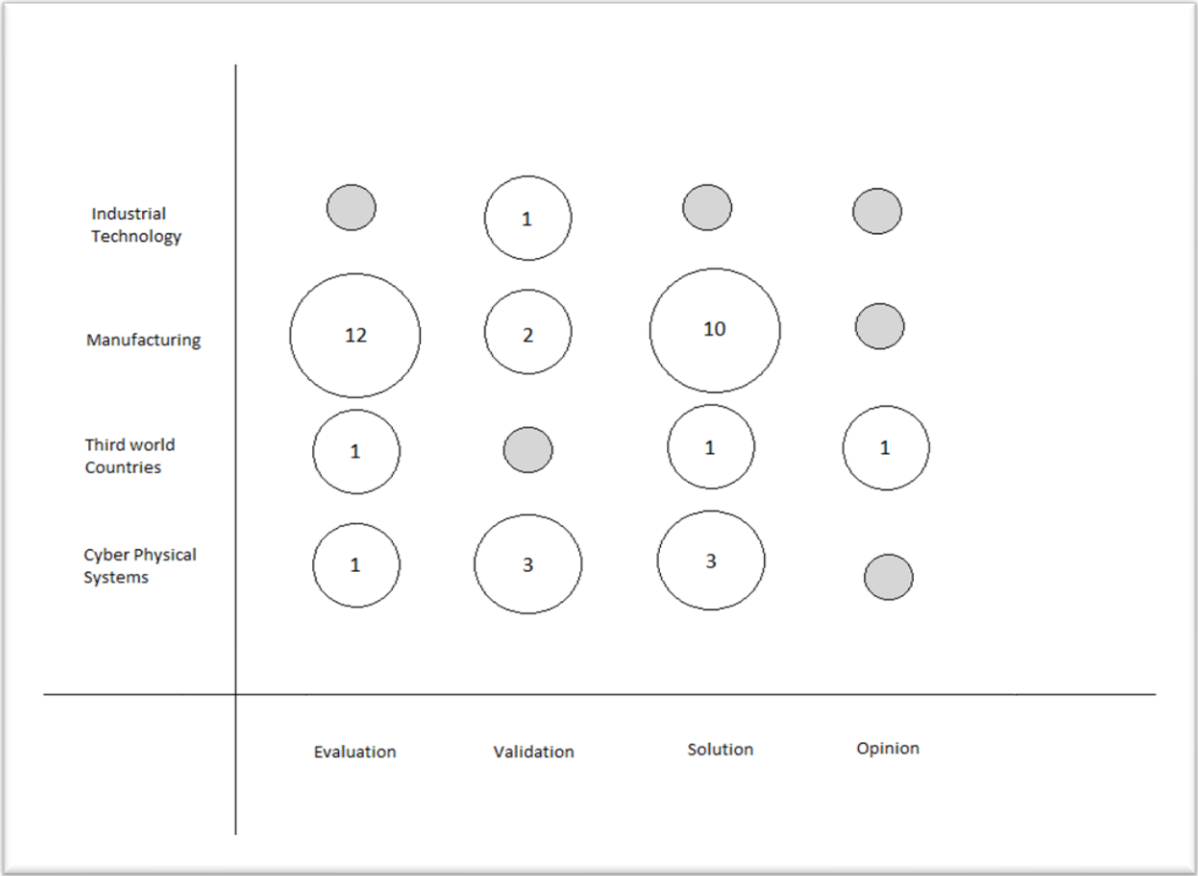 Industrial
Technology
1
Manufacturing
12
2
10
Third world
Countries
1
1
1
Cyber Physical
Systems
1
3
3
Evaluation
Validation
Solution
Opinion